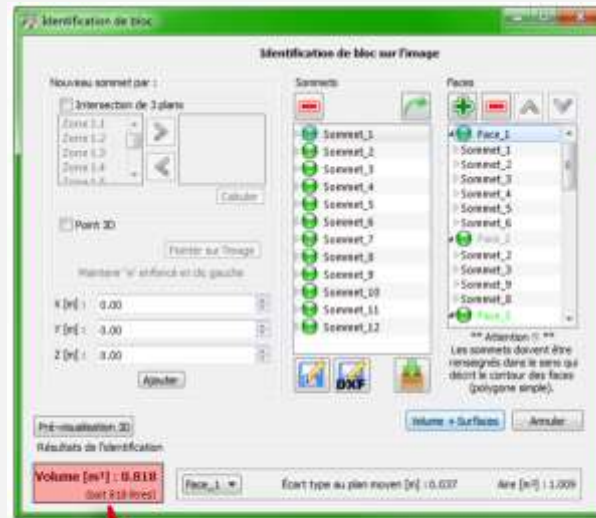 Identification de bloc
Identification de bloc sur l'image
Nouveau sommet par :
Intersection de 3 plans
Zone 1.1
Zone 1.2
Zone 1.3
Zone 1.4
Calculer
Point 3D
Pointer sur l'image
Maintenir 'x' enfoncé et clic gauche
X [m] : 0.00
Y [m] : 0.00
Z [m] : 0.00
Ajouter
Sommets
Sommet_1
Sommet_2
Sommet_3
Sommet_4
Sommet_5
Sommet_6
Sommet_7
Sommet_8
Sommet_9
Sommet_10
Sommet_11
Sommet_12
DXF
Faces
Face_1
Sommet_1
Sommet_2
Sommet_3
Sommet_4
Sommet_5
Sommet_6
Face_2
Sommet_2
Sommet_3
Sommet_9
Sommet_8
Face_3
** Attention !! **
Les sommets doivent être
renseignés dans le sens qui
décrit le contour des faces
(polygone simple).
Volume + Surfaces
Annuler
Pré-visualisation 3D
Résultats de l'identification
Volume [m³] : 0.818
(soit 818 litres)
Face_1
Écart type au plan moyen [m] : 0.037
Aire [m²] : 1.009